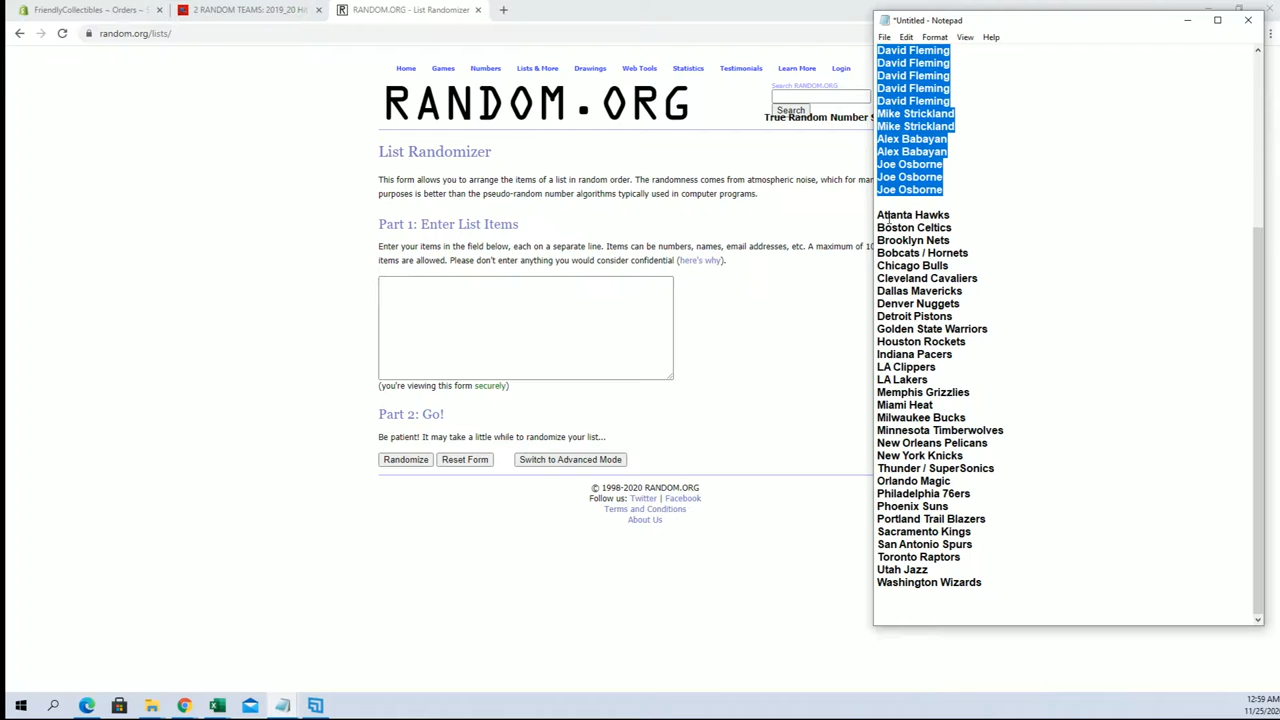 FriendlyCollectibles ~ Orders ~ S
2 RANDOM TEAMS: 2019_20 Hi
RANDOM.ORG - List Randomizer
*Untitled - Notepad
random.org/lists/
File Edit Format View Help
Home Games Numbers Lists & More Drawings Web Tools Statistics Testimonials Learn More Login
Search RANDOM.ORG
RANDOM.ORG
Search
True Random Number S
List Randomizer
This form allows you to arrange the items of a list in random order. The randomness comes from atmospheric noise, which for man
purposes is better than the pseudo-random number algorithms typically used in computer programs.
Part 1: Enter List Items
Enter your items in the field below, each on a separate line. Items can be numbers, names, email addresses, etc. A maximum of 10
items are allowed. Please don't enter anything you would consider confidential (here's why).
(you're viewing this form securely)
Part 2: Go!
Be patient! It may take a little while to randomize your list...
Randomize Reset Form Switch to Advanced Mode
© 1998-2020 RANDOM.ORG
Follow us: Twitter | Facebook
Terms and Conditions
About Us
David Fleming
David Fleming
David Fleming
David Fleming
David Fleming
Mike Strickland
Mike Strickland
Alex Babayan
Alex Babayan
Joe Osborne
Joe Osborne
Joe Osborne
Atlanta Hawks
Boston Celtics
Brooklyn Nets
Bobcats / Hornets
Chicago Bulls
Cleveland Cavaliers
Dallas Mavericks
Denver Nuggets
Detroit Pistons
Golden State Warriors
Houston Rockets
Indiana Pacers
LA Clippers
LA Lakers
Memphis Grizzlies
Miami Heat
Milwaukee Bucks
Minnesota Timberwolves
New Orleans Pelicans
New York Knicks
Thunder / SuperSonics
Orlando Magic
Philadelphia 76ers
Phoenix Suns
Portland Trail Blazers
Sacramento Kings
San Antonio Spurs
Toronto Raptors
Utah Jazz
Washington Wizards
12:59 AM
11/25/202